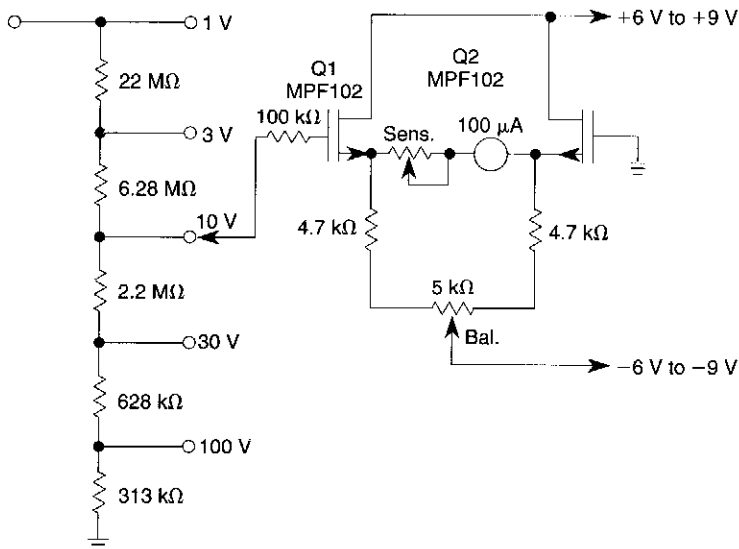 1 V
+6 V to +9 V
22 MΩ
Q1
MPF102
Q2
MPF102
100 kΩ
Sens.
100 μA
3 V
6.28 MΩ
10 V
4.7 kΩ
4.7 kΩ
2.2 MΩ
5 kΩ
Bal.
30 V
−6 V to −9 V
628 kΩ
100 V
313 kΩ